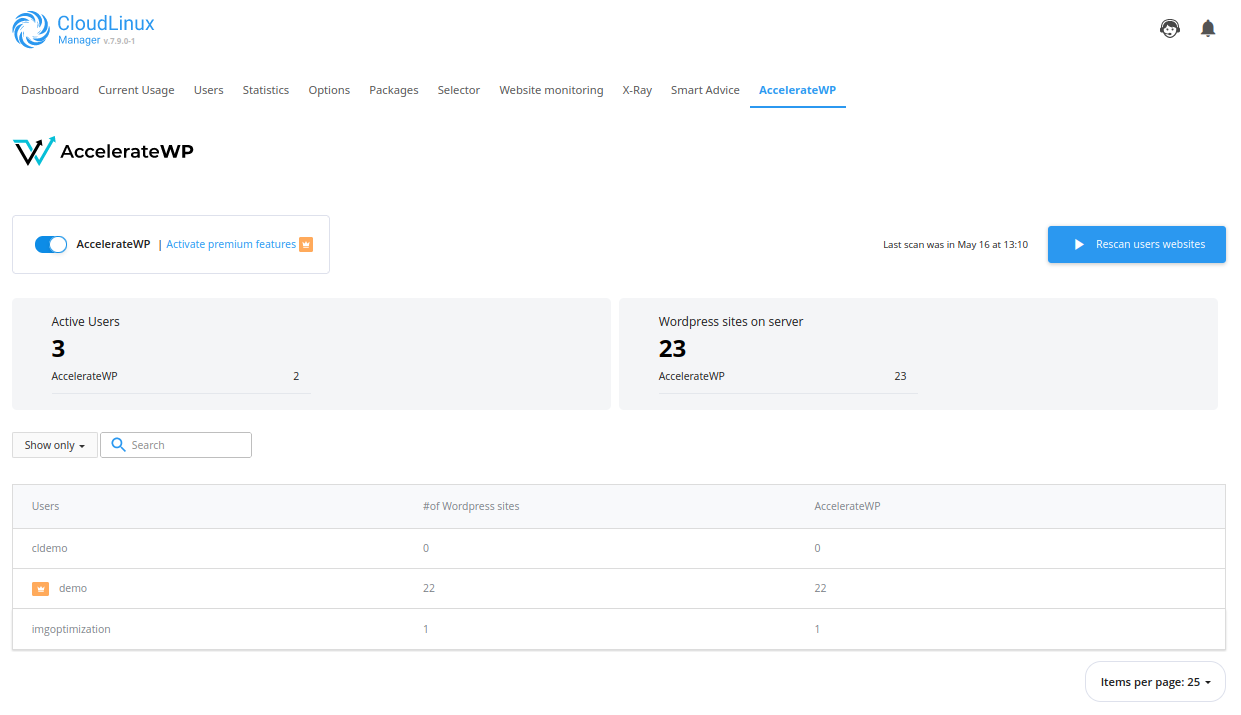 CloudLinux
Manager v.7.9.0-1
Dashboard Current Usage Users Statistics Options Packages Selector Website monitoring X-Ray Smart Advice AccelerateWP
AccelerateWP
AccelerateWP | Activate premium features
Last scan was in May 16 at 13:10
Rescan users websites
Active Users
3
AccelerateWP 2
Wordpress sites on server
23
AccelerateWP 23
Show only
Search
Users #of Wordpress sites AccelerateWP
cldemo 0 0
demo 22 22
imgoptimization 1 1
Items per page: 25